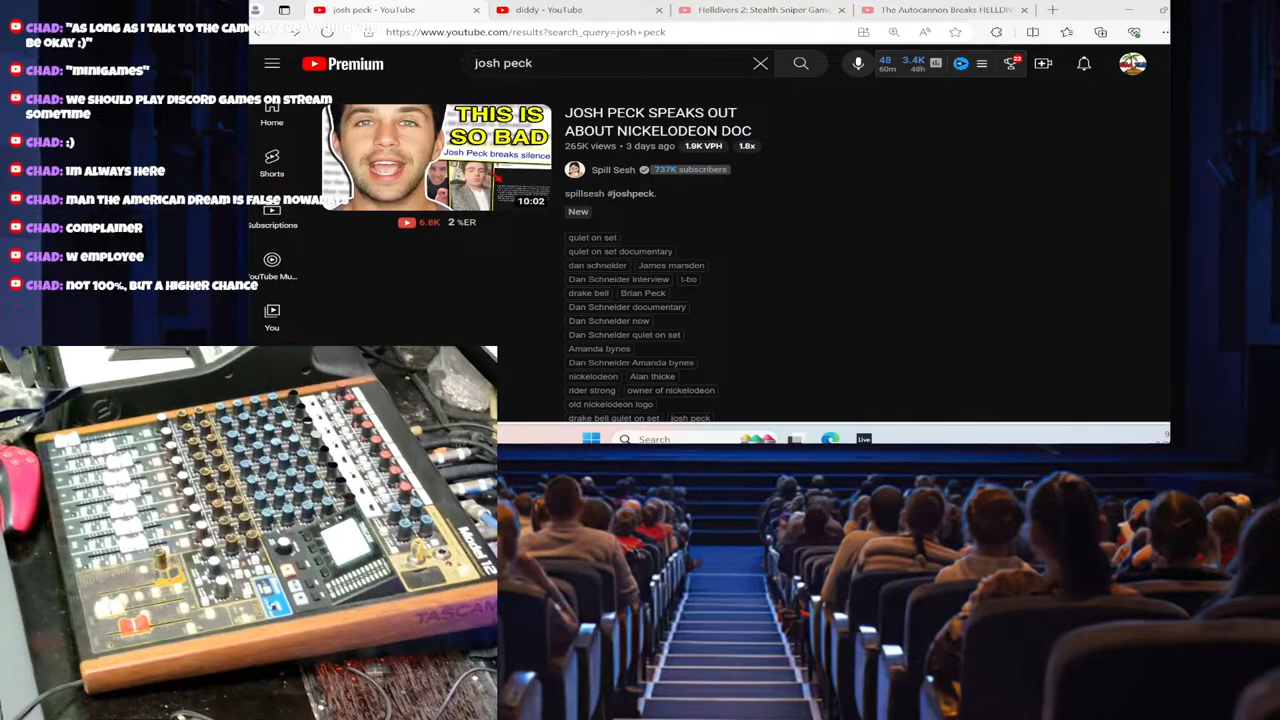 CHAD: "AS LONG AS I TALK TO THE CAMERA, EVERYTHING WILL
BE OKAY :)"
CHAD: "MINIGAMES"
CHAD: WE SHOULD PLAY DISCORD GAMES ON STREAM
SOMETIME
CHAD: :)
CHAD: IM ALWAYS HERE
CHAD: MAN THE AMERICAN DREAM IS FALSE NOWADAYS
CHAD: COMPLAINER
CHAD: W EMPLOYEE
CHAD: NOT 100%, BUT A HIGHER CHANCE
josh peck - YouTube
diddy - YouTube
Helldivers 2: Stealth Sniper Game
The Autocannon Breaks HELLDIV
https://www.youtube.com/results?search_query=josh+peck
Premium
josh peck
48
60m
3.4K
48h
22
Home
Shorts
Subscriptions
YouTube Mu...
You
THIS IS
SO BAD
Josh Peck breaks silence
10:02
6.8K 2 %ER
JOSH PECK SPEAKS OUT
ABOUT NICKELODEON DOC
265K views • 3 days ago 1.9K VPH 1.8x
Spill Sesh 737K subscribers
spillsesh #joshpeck.
New
quiet on set
quiet on set documentary
dan schneider James marsden
Dan Schneider interview t-bo
drake bell Brian Peck
Dan Schneider documentary
Dan Schneider now
Dan Schneider quiet on set
Amanda bynes
Dan Schneider Amanda bynes
nickelodeon Alan thicke
rider strong owner of nickelodeon
old nickelodeon logo
drake bell quiet on set josh peck
Search
Live
Model 12
TASCAM